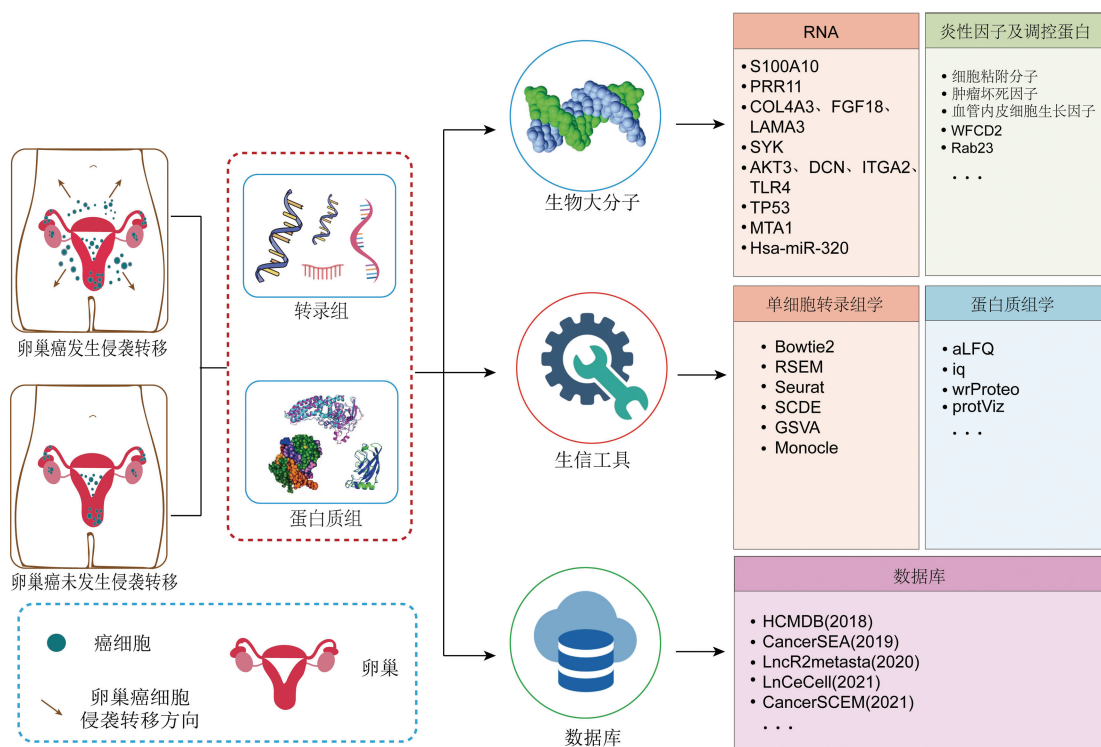 卵巢癌发生侵袭转移
卵巢癌未发生侵袭转移
癌细胞
卵巢癌细胞
侵袭转移方向
卵巢
转录组
蛋白质组
生物大分子
生信工具
数据库
RNA
•S100A10
•PRR11
•COL4A3、FGF18、
LAMA3
•SYK
•AKT3、DCN、ITGA2、
TLR4
•TP53
•MTA1
•Hsa-miR-320
炎性因子及调控蛋白
•细胞粘附分子
•肿瘤坏死因子
•血管内皮细胞生长因子
•WFCD2
•Rab23
. . .
单细胞转录组学
• Bowtie2
• RSEM
• Seurat
• SCDE
• GSVA
• Monocle
蛋白质组学
• aLFQ
• iq
• wrProteo
• protViz
. . .
数据库
• HCMDB(2018)
• CancerSEA(2019)
• LncR2metasta(2020)
• LnCeCell(2021)
• CancerSCEM(2021)
. . .